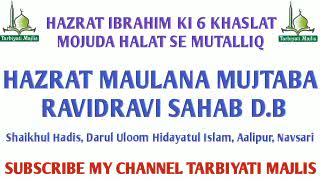 HAZRAT IBRAHIM KI 6 KHASLAT
MOJUDA HALAT SE MUTALLIQ
Tarbiyati Majlis
Tarbiyati Majlis
HAZRAT MAULANA MUJTABA
RAVIDRAVI SAHAB D.B
Shaikhul Hadis, Darul Uloom Hidayatul Islam, Aalipur, Navsari
SUBSCRIBE MY CHANNEL TARBIYATI MAJLIS